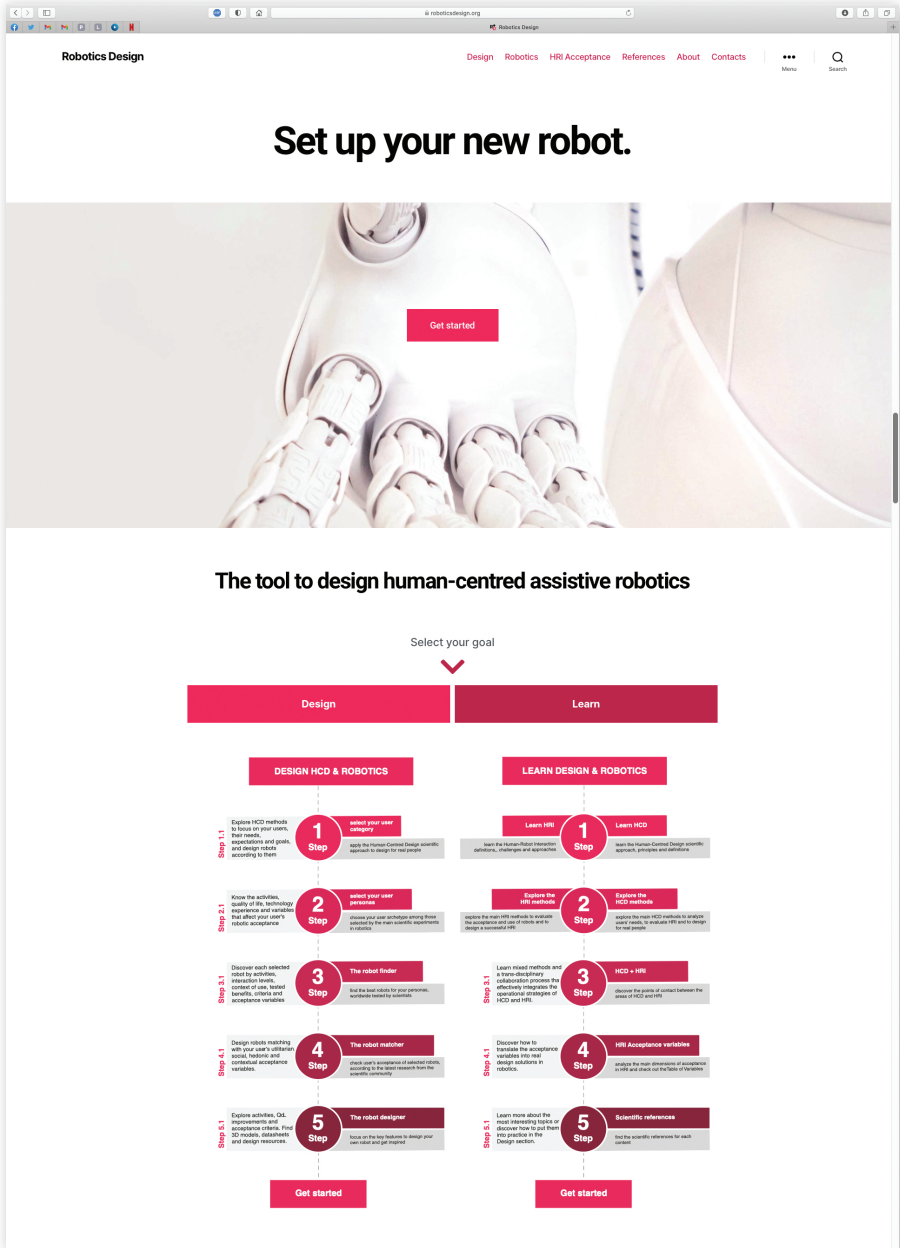 roboticsdesign.org
Robotics Design
Robotics Design
Design Robotics HRI Acceptance References About Contacts
Menu
Search
Set up your new robot.
Get started
The tool to design human-centred assistive robotics
Select your goal
Design
Learn
DESIGN HCD & ROBOTICS
Step 1.1
Explore HCD methods
to focus on your users,
their needs,
expectations and goals,
and design robots
according to them
1
Step
select your user
category
apply the Human-Centred Design scientific
approach to design for real people
Step 2.1
Know the activities,
quality of life, technology
experience and variables
that affect your user's
robotic acceptance
2
Step
select your user
personas
choose your user archetype among those
selected by the main scientific experiments
in robotics
Step 3.1
Discover each selected
robot by activities,
interaction levels,
context of use, tested
benefits, criteria and
acceptance variables
3
Step
The robot finder
find the best robots for your personas,
worldwide tested by scientists
Step 4.1
Design robots matching
with your user's utilitarian
social, hedonic and
contextual acceptance
variables.
4
Step
The robot matcher
check user's acceptance of selected robots,
according to the latest research from the
scientific community
Step 5.1
Explore activities, QoL
improvements and
acceptance criteria. Find
3D models, datasheets
and design resources.
5
Step
The robot designer
focus on the key features to design your
own robot and get inspired
Get started
LEARN DESIGN & ROBOTICS
Learn HRI
learn the Human-Robot Interaction
definitions,, challenges and approaches
1
Step
Learn HCD
learn the Human-Centred Design scientific
approach, principles and definitions
Explore the
HRI methods
explore the main HRI methods to evaluate
the acceptance and use of robots and to
design a successful HRI
2
Step
Explore the
HCD methods
explore the main HCD methods to analyze
users' needs, to evaluate HRI and to design
for real people
Step 3.1
Learn mixed methods and
a trans-disciplinary
collaboration process the
effectively integrates the
operational strategies of
HCD and HRI.
3
Step
HCD + HRI
discover the points of contact between the
areas of HCD and HRI
Step 4.1
Discover how to
translate the acceptance
variables into real
design solutions in
robotics.
4
Step
HRI Acceptance variables
analyze the main dimensions of acceptance
in HRI and check out theTable of Variables
Step 5.1
Learn more about the
most interesting topics or
discover how to put them
into practice in the
Design section.
5
Step
Scientific references
find the scientific references for each
content
Get started